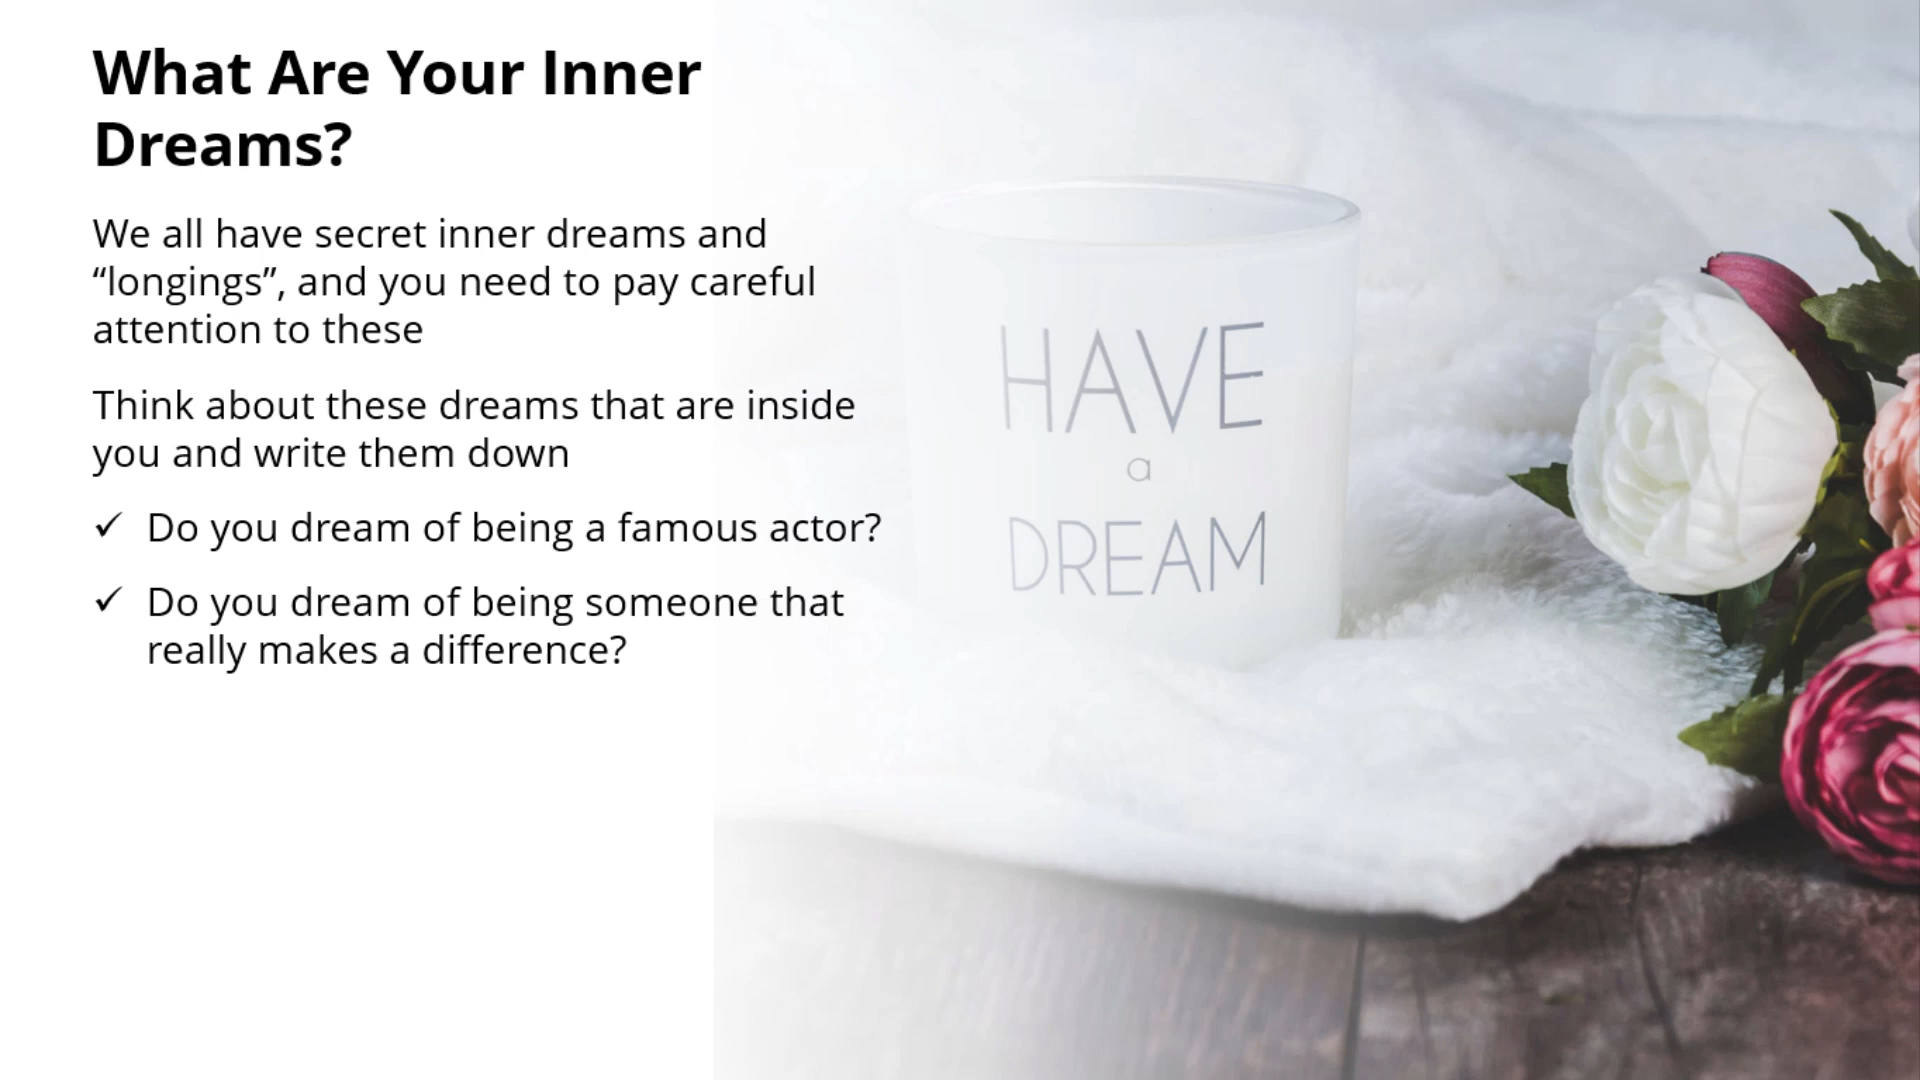 What Are Your Inner
Dreams?
We all have secret inner dreams and
“longings”, and you need to pay careful
attention to these
Think about these dreams that are inside
you and write them down
✓ Do you dream of being a famous actor?
✓ Do you dream of being someone that
really makes a difference?
HAVE
a
DREAM